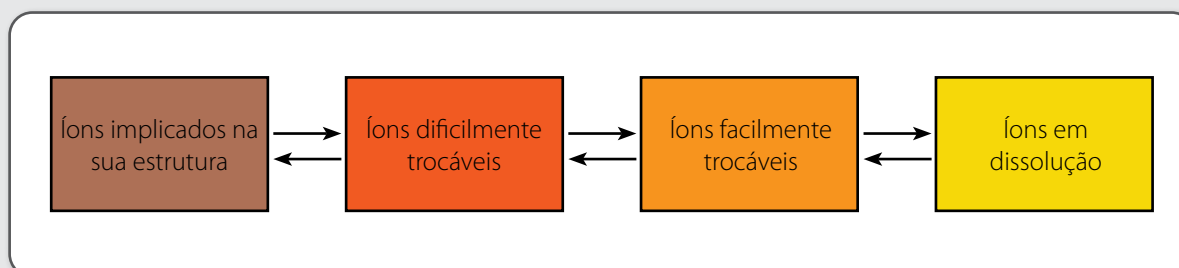 Íons implicados na
sua estrutura
Íons dificilmente
trocáveis
Íons facilmente
trocáveis
Íons em
dissolução